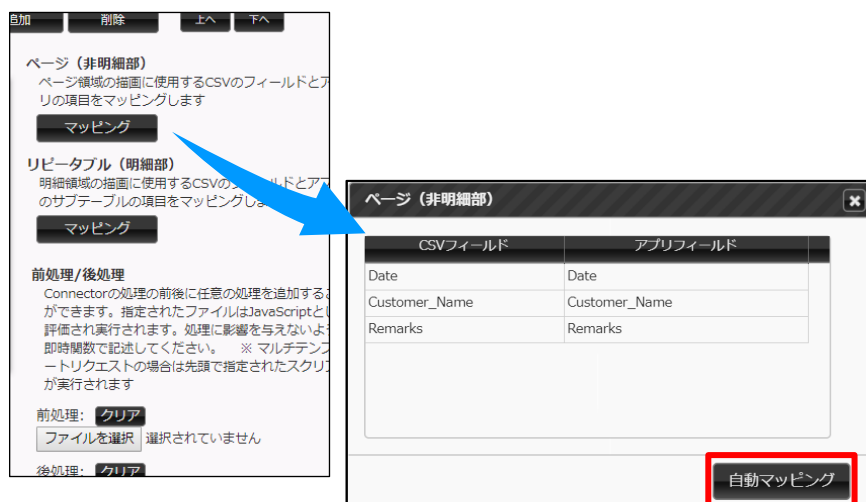 追加 削除 上へ 下へ
ページ（非明細部）
ページ領域の描画に使用するCSVのフィールドとア
リの項目をマッピングします
マッピング
リピータブル（明細部）
明細領域の描画に使用するCSVの
のサブテーブルの項目をマッピング
マッピング
前処理/後処理
Connectorの処理の前後に任意の処理を追加する
ができます。指定されたファイルはJavaScriptと
評価され実行されます。処理に影響を与えないよ
即時関数で記述してください。 ※ マルチテンプ
ートリクエストの場合は先頭で指定されたスクリ
が実行されます
前処理: クリア
ファイルを選択 選択されていません
後処理: クリア
ページ（非明細部）
CSVフィールド アプリフィールド
Date Date
Customer_Name Customer_Name
Remarks Remarks
自動マッピング